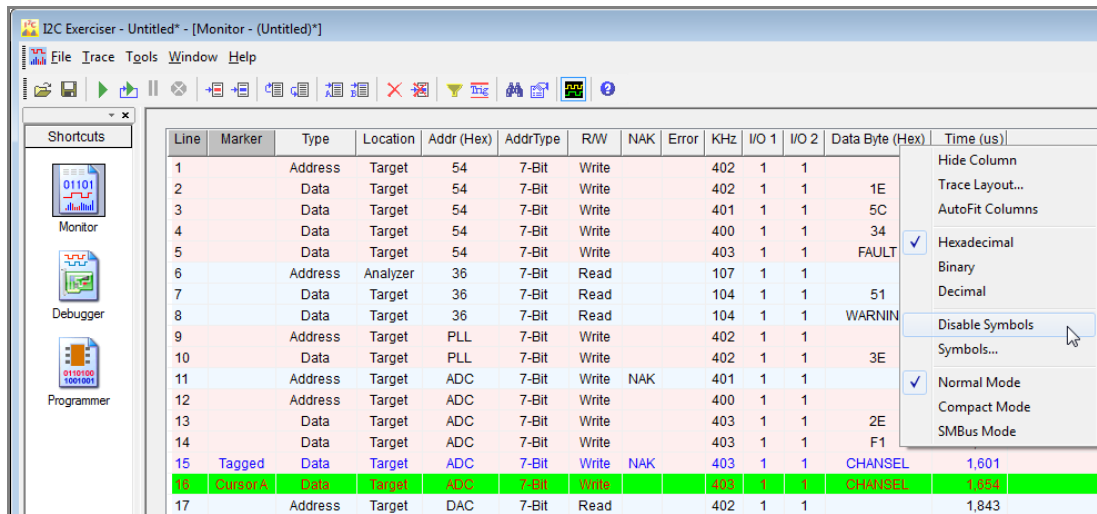 I2C Exerciser - Untitled* - [Monitor - (Untitled)*]
File Trace Tools Window Help
Shortcuts
01101
Monitor
Debugger
0110100
1001001
Programmer
Line Marker Type Location Addr (Hex) AddrType R/W NAK Error KHz I/O 1 I/O 2 Data Byte (Hex) Time (us)
1 Address Target 54 7-Bit Write 402 1 1
2 Data Target 54 7-Bit Write 402 1 1 1E
3 Data Target 54 7-Bit Write 401 1 1 5C
4 Data Target 54 7-Bit Write 400 1 1 34
5 Data Target 54 7-Bit Write 403 1 1 FAULT
6 Address Analyzer 36 7-Bit Read 107 1 1
7 Data Target 36 7-Bit Read 104 1 1 51
8 Data Target 36 7-Bit Read 104 1 1 WARNIN
9 Address Target PLL 7-Bit Write 402 1 1
10 Data Target PLL 7-Bit Write 402 1 1 3E
11 Address Target ADC 7-Bit Write NAK 401 1 1
12 Address Target ADC 7-Bit Write 400 1 1
13 Data Target ADC 7-Bit Write 403 1 1 2E
14 Data Target ADC 7-Bit Write 403 1 1 F1
15 Tagged Data Target ADC 7-Bit Write NAK 403 1 1 CHANSEL 1,601
16 Cursor A Data Target ADC 7-Bit Write 403 1 1 CHANSEL 1,654
17 Address Target DAC 7-Bit Read 402 1 1 1,843
Hide Column
Trace Layout...
AutoFit Columns
Hexadecimal
Binary
Decimal
Disable Symbols
Symbols...
Normal Mode
Compact Mode
SMBus Mode